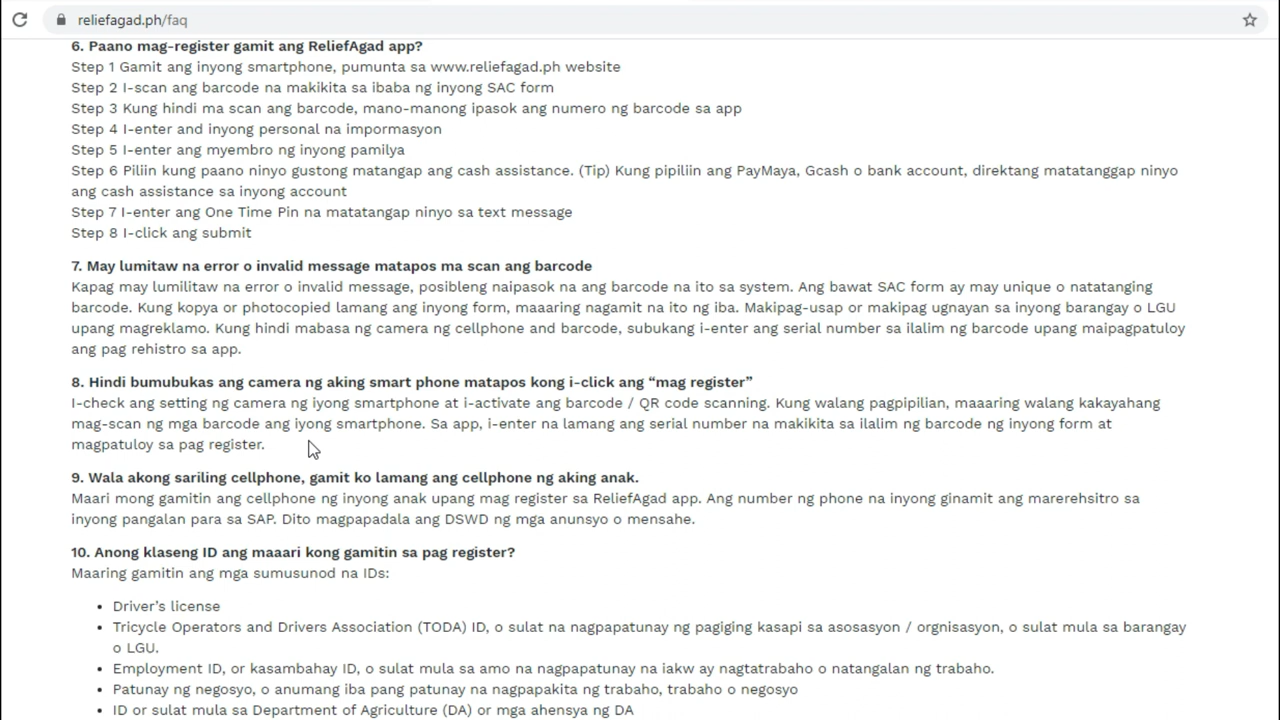 reliefagad.ph/faq
6. Paano mag-register gamit ang ReliefAgad app?
Step 1 Gamit ang inyong smartphone, pumunta sa www.reliefagad.ph website
Step 2 I-scan ang barcode na makikita sa ibaba ng inyong SAC form
Step 3 Kung hindi ma scan ang barcode, mano-manong ipasok ang numero ng barcode sa app
Step 4 I-enter and inyong personal na impormasyon
Step 5 I-enter ang myembro ng inyong pamilya
Step 6 Piliin kung paano ninyo gustong matangap ang cash assistance. (Tip) Kung pipiliin ang PayMaya, Gcash o bank account, direktang matatanggap ninyo
ang cash assistance sa inyong account
Step 7 I-enter ang One Time Pin na matatangap ninyo sa text message
Step 8 I-click ang submit
7. May lumitaw na error o invalid message matapos ma scan ang barcode
Kapag may lumilitaw na error o invalid message, posibleng naipasok na ang barcode na ito sa system. Ang bawat SAC form ay may unique o natatanging
barcode. Kung kopya or photocopied lamang ang inyong form, maaaring nagamit na ito ng iba. Makipag-usap or makipag ugnayan sa inyong barangay o LGU
upang magreklamo. Kung hindi mabasa ng camera ng cellphone and barcode, subukang i-enter ang serial number sa ilalim ng barcode upang maipagpatuloy
ang pag rehistro sa app.
8. Hindi bumubukas ang camera ng aking smart phone matapos kong i-click ang “mag register”
I-check ang setting ng camera ng iyong smartphone at i-activate ang barcode / QR code scanning. Kung walang pagpipilian, maaaring walang kakayahang
mag-scan ng mga barcode ang iyong smartphone. Sa app, i-enter na lamang ang serial number na makikita sa ilalim ng barcode ng inyong form at
magpatuloy sa pag register.
9. Wala akong sariling cellphone, gamit ko lamang ang cellphone ng aking anak.
Maari mong gamitin ang cellphone ng inyong anak upang mag register sa ReliefAgad app. Ang number ng phone na inyong ginamit ang marerehsitro sa
inyong pangalan para sa SAP. Dito magpapadala ang DSWD ng mga anunsyo o mensahe.
10. Anong klaseng ID ang maaari kong gamitin sa pag register?
Maaring gamitin ang mga sumusunod na IDs:
• Driver’s license
• Tricycle Operators and Drivers Association (TODA) ID, o sulat na nagpapatunay ng pagiging kasapi sa asosasyon / orgnisasyon, o sulat mula sa barangay
o LGU.
• Employment ID, or kasambahay ID, o sulat mula sa amo na nagpapatunay na iakw ay nagtatrabaho o natangalan ng trabaho.
• Patunay ng negosyo, o anumang iba pang patunay na nagpapakita ng trabaho, trabaho o negosyo
• ID or sulat mula sa Department of Agriculture (DA) or mga ahensya ng DA